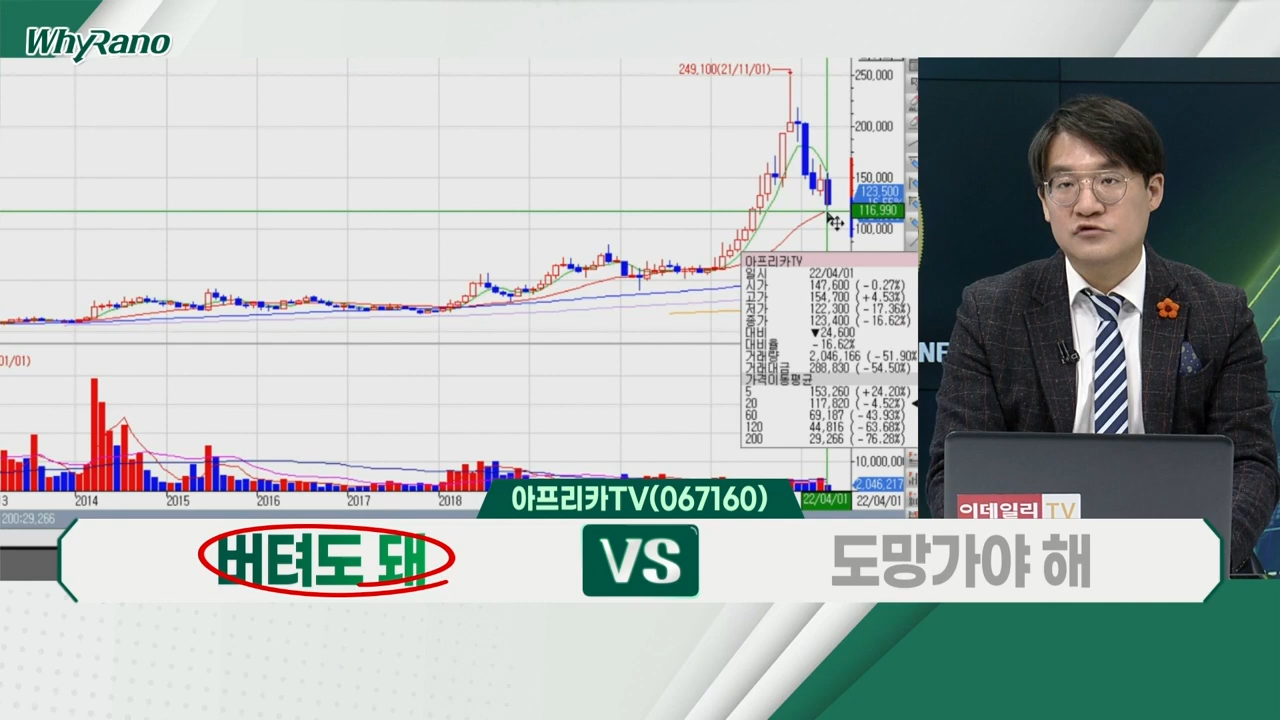 WhyRano
249,100(21/11/01)
250,000
200,000
150,000
123,500
116,990
100,000
아프리카TV
일시 22/04/01
시가 147,600 (-0.27%)
고가 154,700 (+4.53%)
저가 122,300 (-17.36%)
종가 123,400 (-16.62%)
대비 ▼24,600
대비율 -16.62%
거래량 2,046,166 (-51.90%
거래대금 288,830 (-54.50%)
가격이동평균
5 153,260 (+24.20%)
20 117,820 (-4.52%)
60 69,187 (-43.93%)
120 44,816 (-63.68%)
200 29,266 (-76.28%)
01/01)
10,000,00
2,046,217
3 2014 2015 2016 2017 2018 22/04/01 22/04/01
200:29,266
아프리카TV(067160)
이데일리TV
버텨도 돼 VS 도망가야 해